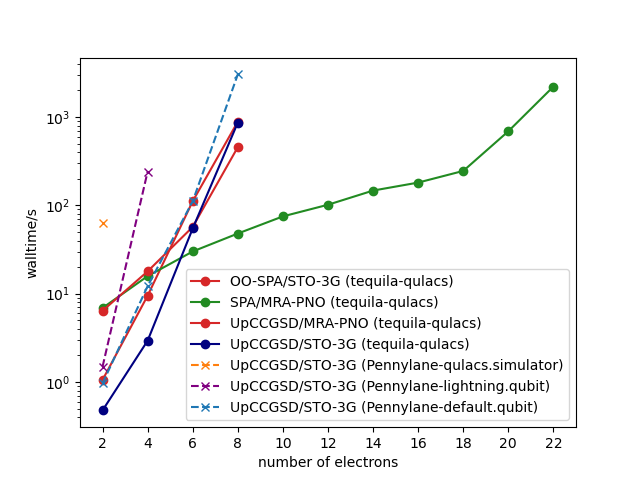 walltime/s
10³
10²
10¹
10⁰
2 4 6 8 10 12 14 16 18 20 22
number of electrons
OO-SPA/STO-3G (tequila-qulacs)
SPA/MRA-PNO (tequila-qulacs)
UpCCGSD/MRA-PNO (tequila-qulacs)
UpCCGSD/STO-3G (tequila-qulacs)
UpCCGSD/STO-3G (Pennylane-qulacs.simulator)
UpCCGSD/STO-3G (Pennylane-lightning.qubit)
UpCCGSD/STO-3G (Pennylane-default.qubit)